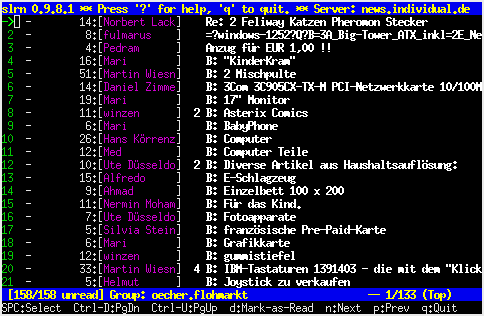 slrn 0.9.8.1 ** Press '?' for help, 'q' to quit. ** Server: news.individual.de
-> - 14:[Norbert Lack] Re: 2 Feliway Katzen Pheromon Stecker
2 - 8:[fulmarus ] =?windows-1252?Q?B=3A_Big-Tower_ATX_inkl=2E_Ne
3 - 4:[Pedram ] Anzug für EUR 1,00 !!
4 - 16:[Mari ] B: "KinderKram"
5 - 51:[Martin Wiesn] B: 2 Mischpulte
6 - 14:[Daniel Zimme] B: 3Com 3C905CX-TX-M PCI-Netzwerkkarte 10/100M
7 - 19:[Mari ] B: 17" Monitor
8 - 11:[winzen ] 2 B: Asterix Comics
9 - 6:[Mari ] B: BabyPhone
10 - 26:[Hans Körrenz] B: Computer
11 - 12:[Med ] B: Computer Teile
12 - 10:[Ute Düsseldo] 2 B: Diverse Artikel aus Haushaltsauflösung:
13 - 15:[Alfredo ] B: E-Schlagzeug
14 - 9:[Ahmed ] B: Einzelbett 100 x 200
15 - 11:[Nermin Moham] B: Für das Kind.
16 - 7:[Ute Düsseldo] B: Fotoapparate
17 - 5:[Silvia Stein] B: französische Pre-Paid-Karte
18 - 6:[Mari ] B: Grafikkarte
19 - 12:[winzen ] B: gummistiefel
20 - 33:[Martin Wiesn] 4 B: IBM-Tastaturen 1391403 - die mit dem "Klick
21 - 5:[Helmut ] B: Joystick zu verkaufen
[158/158 unread] Group: oecher.flohmarkt -- 1/133 (Top)
SPC:Select Ctrl-D:PgDn Ctrl-U:PgUp d:Mark-as-Read n:Next p:Prev q:Quit